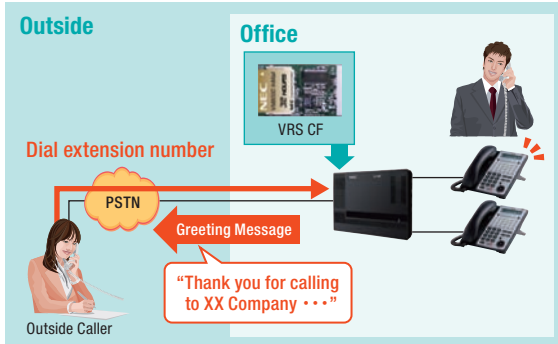 Outside
Office
NEC
VRS CF
Dial extension number
PSTN
Greeting Message
“Thank you for calling
to XX Company ･･･”
Outside Caller